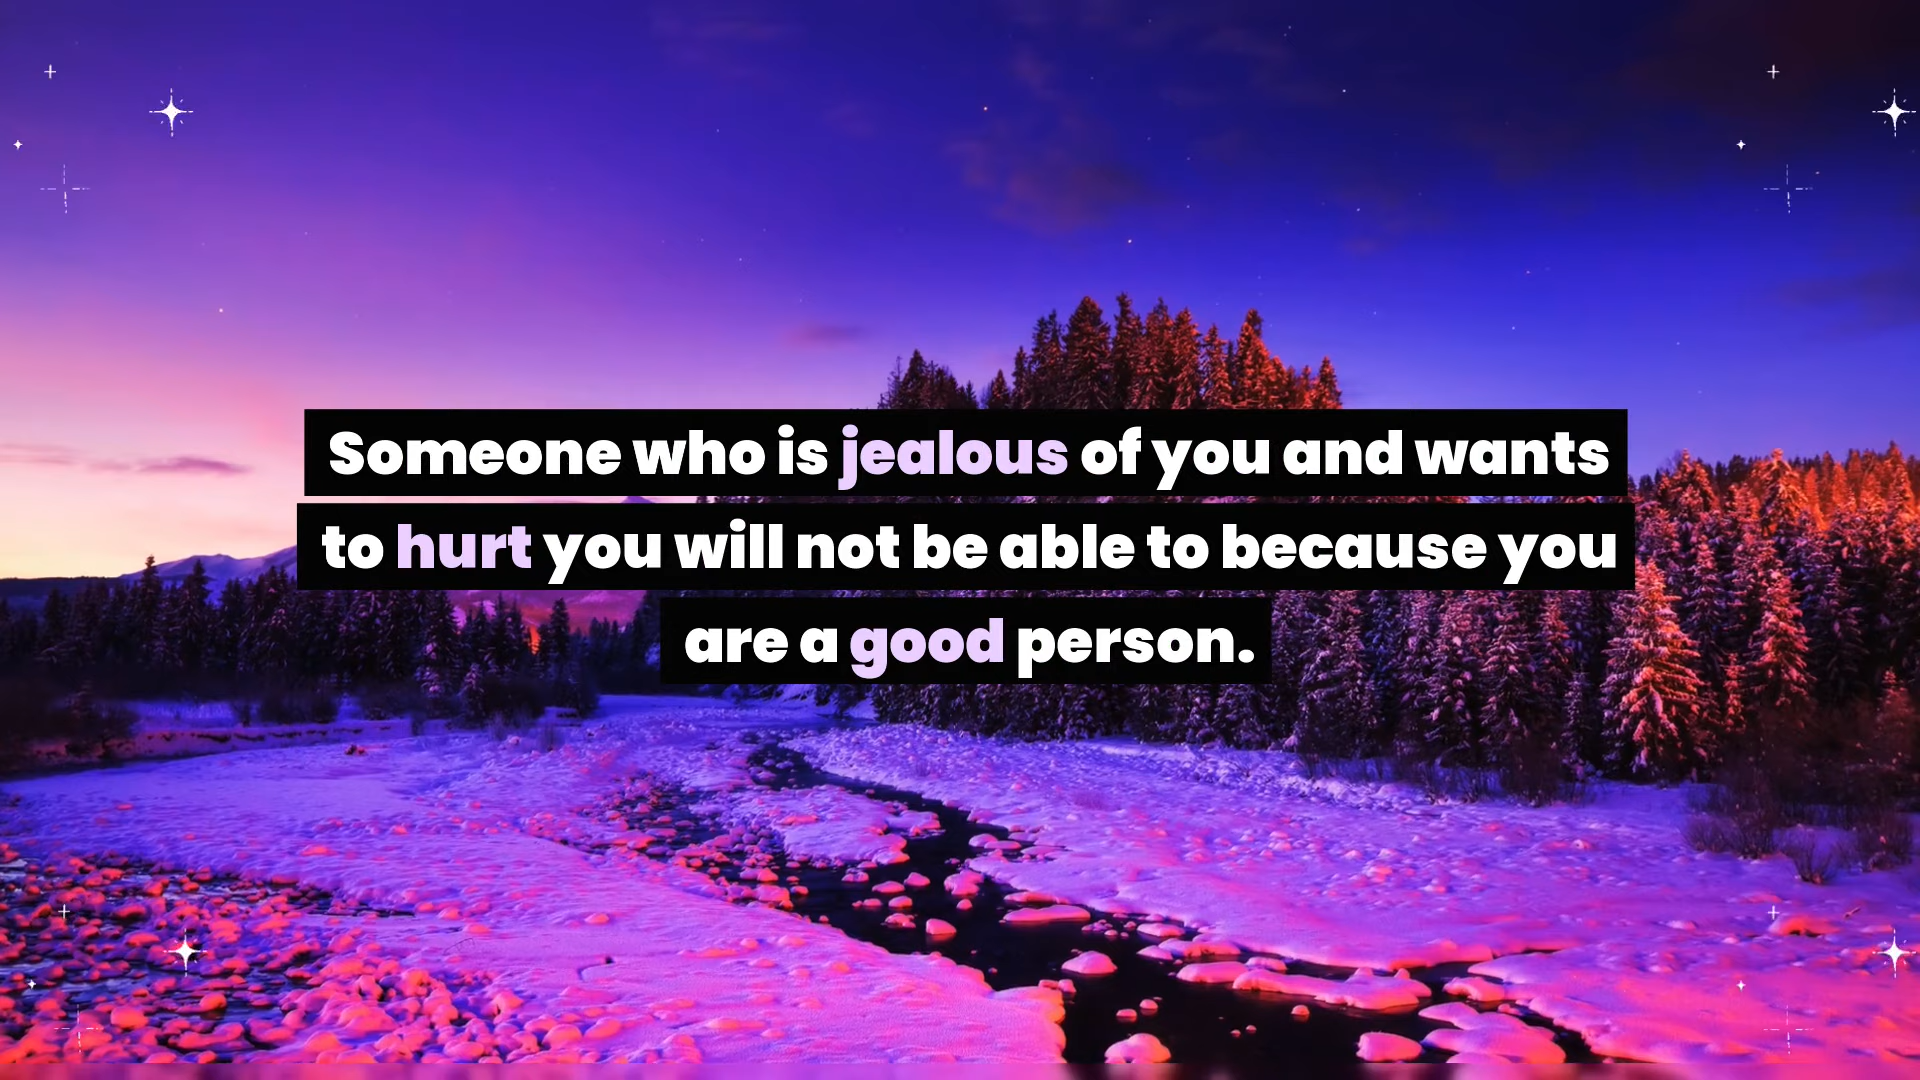 Someone who is jealous of you and wants
to hurt you will not be able to because you
are a good person.